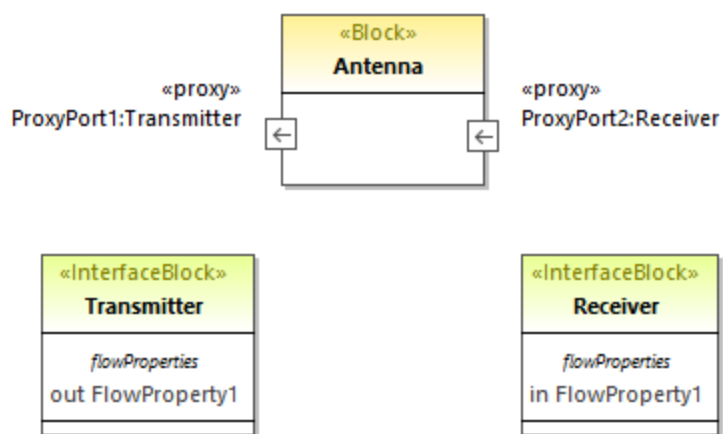 «Block»
Antenna
«proxy»
ProxyPort1:Transmitter
«proxy»
ProxyPort2:Receiver
«InterfaceBlock»
Transmitter
flowProperties
out FlowProperty1
«InterfaceBlock»
Receiver
flowProperties
in FlowProperty1